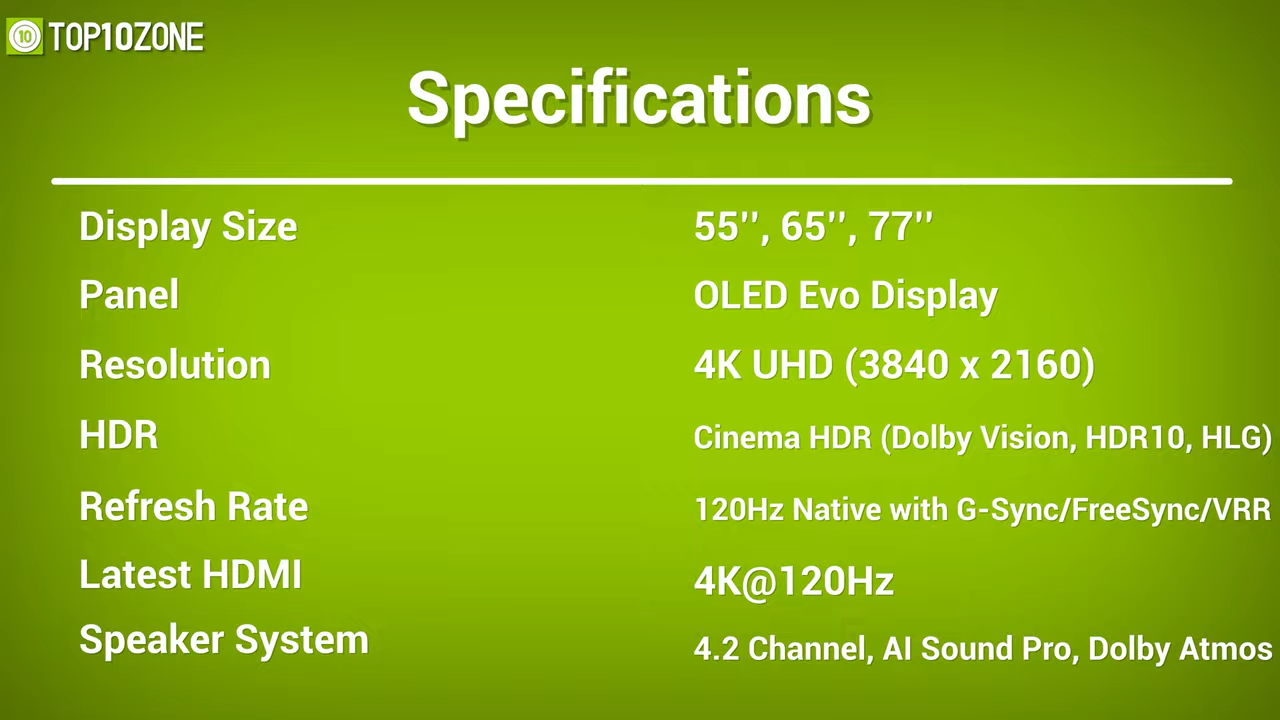 10 TOP10ZONE
Specifications
Display Size 55'', 65'', 77''
Panel OLED Evo Display
Resolution 4K UHD (3840 x 2160)
HDR Cinema HDR (Dolby Vision, HDR10, HLG)
Refresh Rate 120Hz Native with G-Sync/FreeSync/VRR
Latest HDMI 4K@120Hz
Speaker System 4.2 Channel, AI Sound Pro, Dolby Atmos